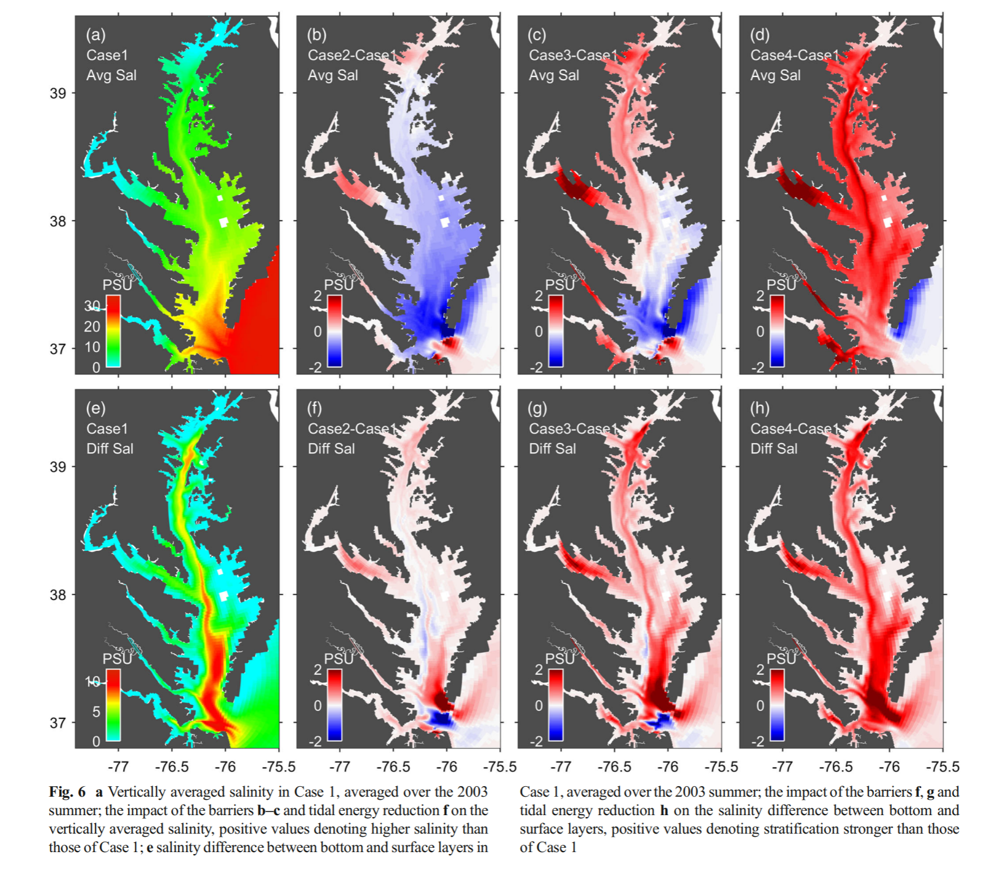 (a)
Case1
Avg Sal
(b)
Case2-Case1
Avg Sal
(c)
Case3-Case1
Avg Sal
(d)
Case4-Case1
Avg Sal
39
38
37
PSU
30
20
10
0
PSU
2
0
-2
PSU
2
0
-2
PSU
2
0
-2
(e)
Case1
Diff Sal
(f)
Case2-Case1
Diff Sal
(g)
Case3-Case1
Diff Sal
(h)
Case4-Case1
Diff Sal
39
38
37
PSU
10
5
0
PSU
2
0
-2
PSU
2
0
-2
PSU
2
0
-2
-77 -76.5 -76 -75.5
-77 -76.5 -76 -75.5
-77 -76.5 -76 -75.5
-77 -76.5 -76 -75.5
Fig. 6 a Vertically averaged salinity in Case 1, averaged over the 2003
summer; the impact of the barriers b–c and tidal energy reduction f on the
vertically averaged salinity, positive values denoting higher salinity than
those of Case 1; e salinity difference between bottom and surface layers in
Case 1, averaged over the 2003 summer; the impact of the barriers f, g and
tidal energy reduction h on the salinity difference between bottom and
surface layers, positive values denoting stratification stronger than those
of Case 1